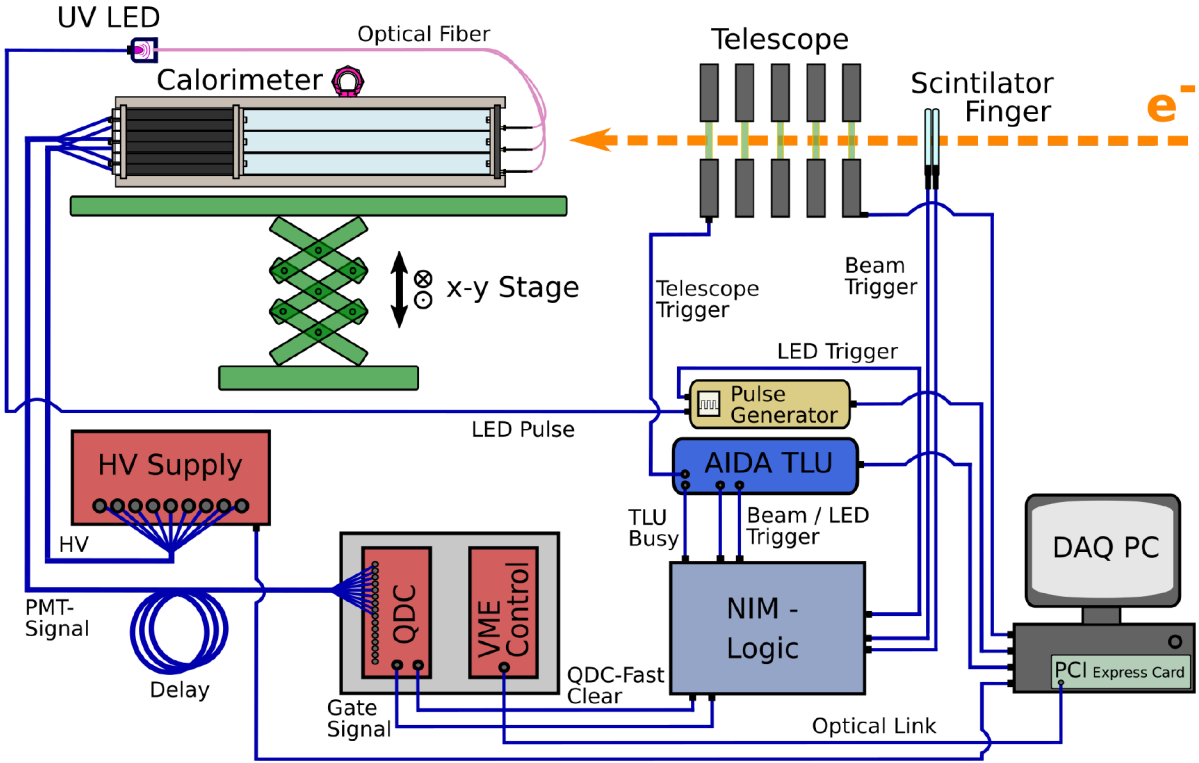 UV LED
Optical Fiber
Telescope
Calorimeter
Scintilator
Finger
e-
x-y Stage
Beam
Trigger
Telescope
Trigger
LED Trigger
Pulse
Generator
LED Pulse
HV Supply
AIDA TLU
TLU
Busy
Beam / LED
Trigger
HV
DAQ PC
PMT-
Signal
QDC
VME
Control
NIM -
Logic
PCI Express Card
Delay
QDC-Fast
Clear
Gate
Signal
Optical Link